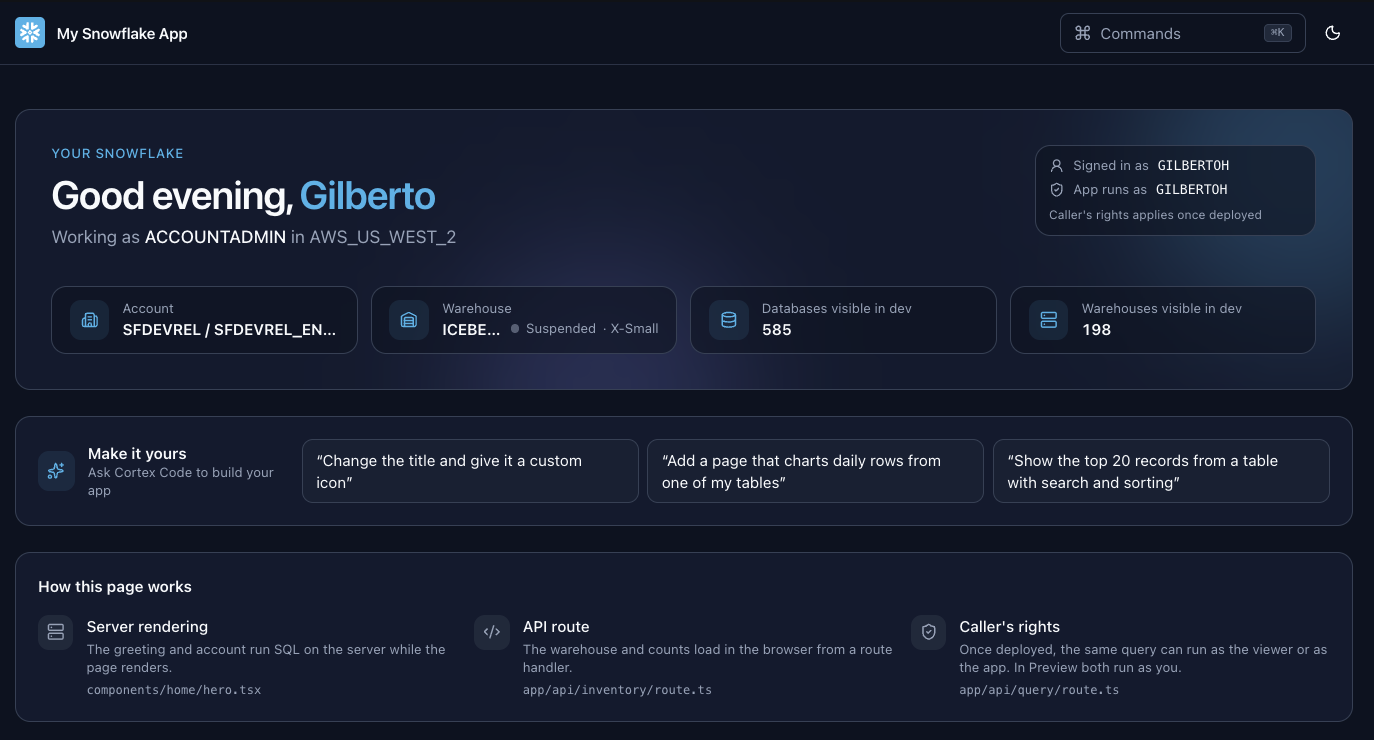 My Snowflake App
Commands
⌘K
YOUR SNOWFLAKE
Good evening, Gilberto
Working as ACCOUNTADMIN in AWS_US_WEST_2
Signed in as GILBERTOH
App runs as GILBERTOH
Caller's rights applies once deployed
Account
SFDEVREL / SFDEVREL_EN...
Warehouse
ICEBE... Suspended · X-Small
Databases visible in dev
585
Warehouses visible in dev
198
Make it yours
Ask Cortex Code to build your
app
“Change the title and give it a custom
icon”
“Add a page that charts daily rows from
one of my tables”
“Show the top 20 records from a table
with search and sorting”
How this page works
Server rendering
The greeting and account run SQL on the server while the
page renders.
components/home/hero.tsx
API route
The warehouse and counts load in the browser from a route
handler.
app/api/inventory/route.ts
Caller's rights
Once deployed, the same query can run as the viewer or as
the app. In Preview both run as you.
app/api/query/route.ts